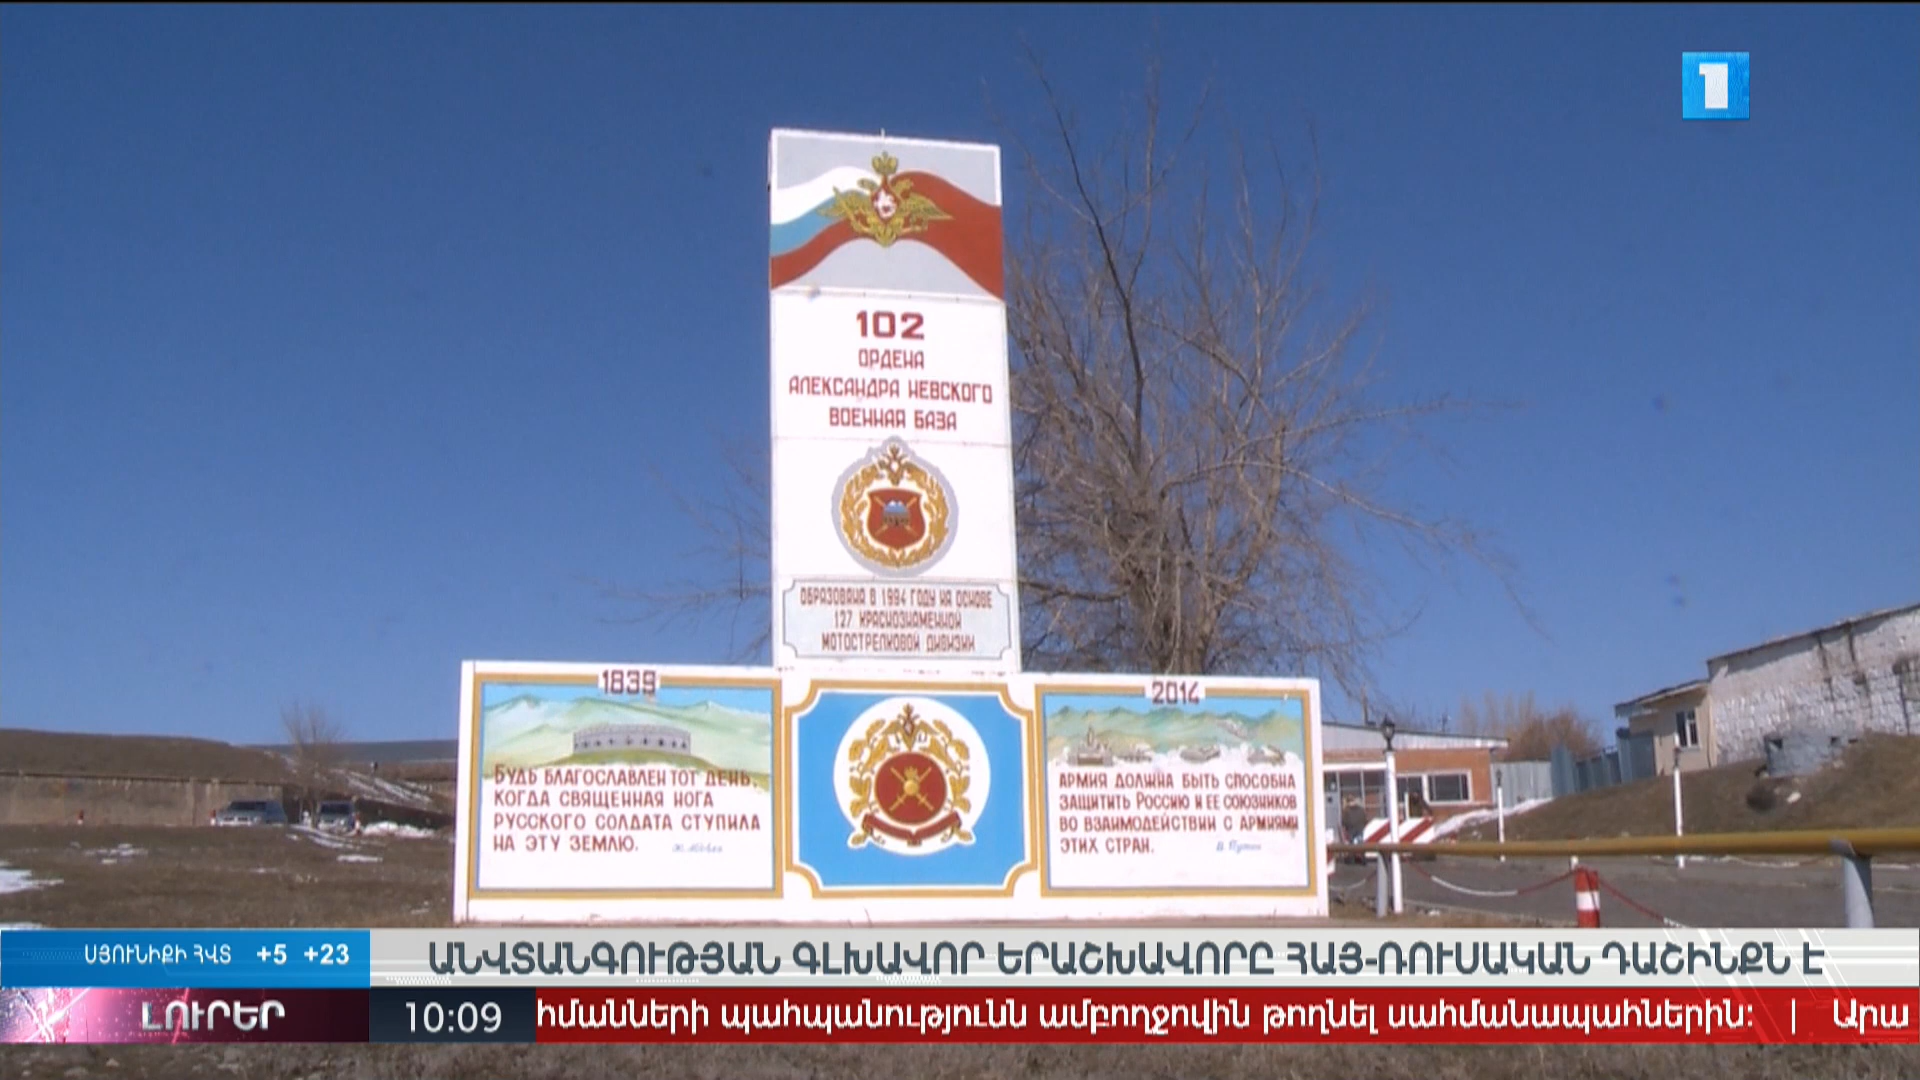 1
102
ОРДЕНА
АЛЕКСАНДРА НЕВСКОГО
ВОЕННАЯ БАЗА
ОБРАЗОВАНА В 1994 ГОДУ НА ОСНОВЕ
127 КРАСНОЗНАМЕННОЙ
МОТОСТРЕЛКОВОЙ ДИВИЗИИ
1839
БУДЬ БЛАГОСЛАВЛЕН ТОТ ДЕНЬ,
КОГДА СВЯЩЕННАЯ НОГА
РУССКОГО СОЛДАТА СТУПИЛА
НА ЭТУ ЗЕМЛЮ.
2014
АРМИЯ ДОЛЖНА БЫТЬ СПОСОБНА
ЗАЩИТИТЬ РОССИЮ И ЕЕ СОЮЗНИКОВ
ВО ВЗАИМОДЕЙСТВИИ С АРМИЯМИ
ЭТИХ СТРАН. В. Путин
ՍՅՈՒՆԻՔԻ ՀՎՏ +5 +23
ԱՆՎՏԱՆԳՈՒԹՅԱՆ ԳԼԽԱՎՈՐ ԵՐԱՇԽԱՎՈՐԸ ՀԱՅ-ՌՈՒՍԱԿԱՆ ԴԱՇԻՆՔՆ Է
ԼՈՒՐԵՐ
10:09
հմանների պահպանությունն ամբողջովին թողնել սահմանապահներին: | Արա